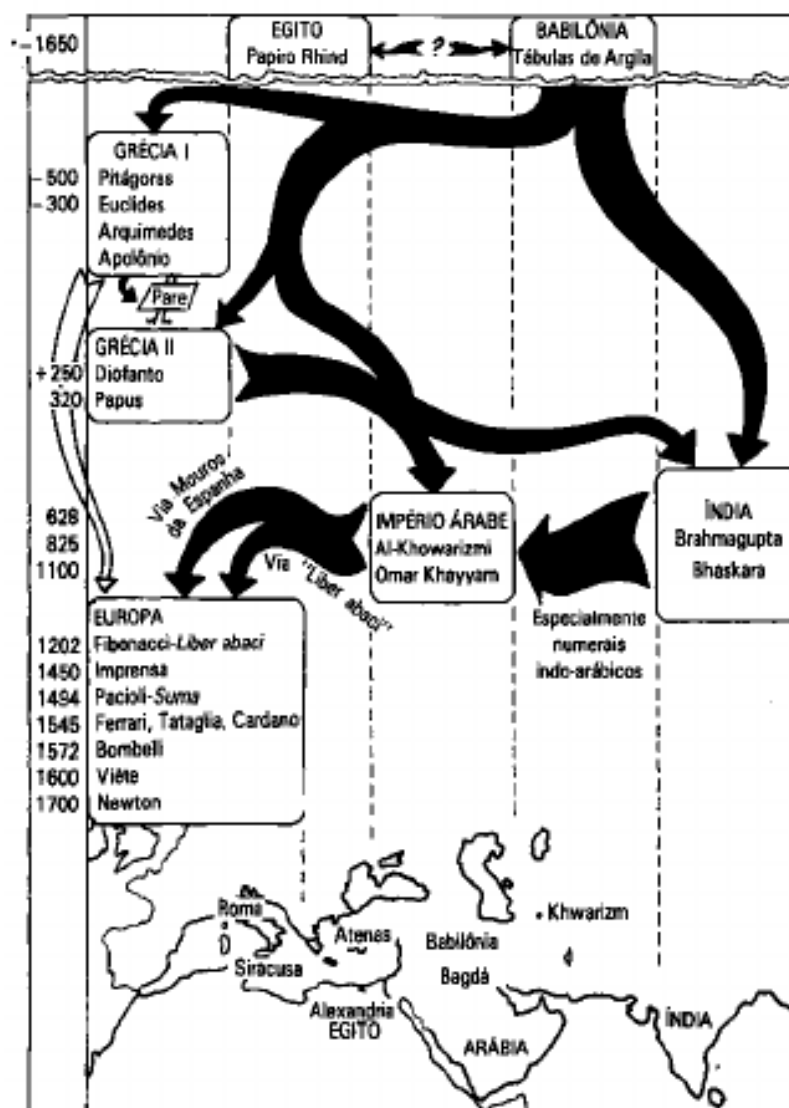 -1650
EGITO
Papiro Rhind
?
BABILÔNIA
Tábulas de Argila
GRÉCIA I
-500
Pitágoras
-300
Euclides
Arquimedes
Apolônio
Pare
GRÉCIA II
+250
Diofanto
320
Papus
Via Mouros
da Espanha
Via "Liber abaci"
628
825
1100
IMPÉRIO ÁRABE
Al-Khowarizmi
Omar Khayyam
ÍNDIA
Brahmagupta
Bhaskara
Especialmente
numerais
indo-arábicos
EUROPA
1202
Fibonacci-Liber abaci
1450
Imprensa
1494
Pacioli-Suma
1545
Ferrari, Tataglia, Cardano
1572
Bombelli
1600
Viète
1700
Newton
Roma
Siracusa
Atenas
Alexandria
EGITO
Babilônia
Bagdá
Khwarizm
ARÁBIA
ÍNDIA